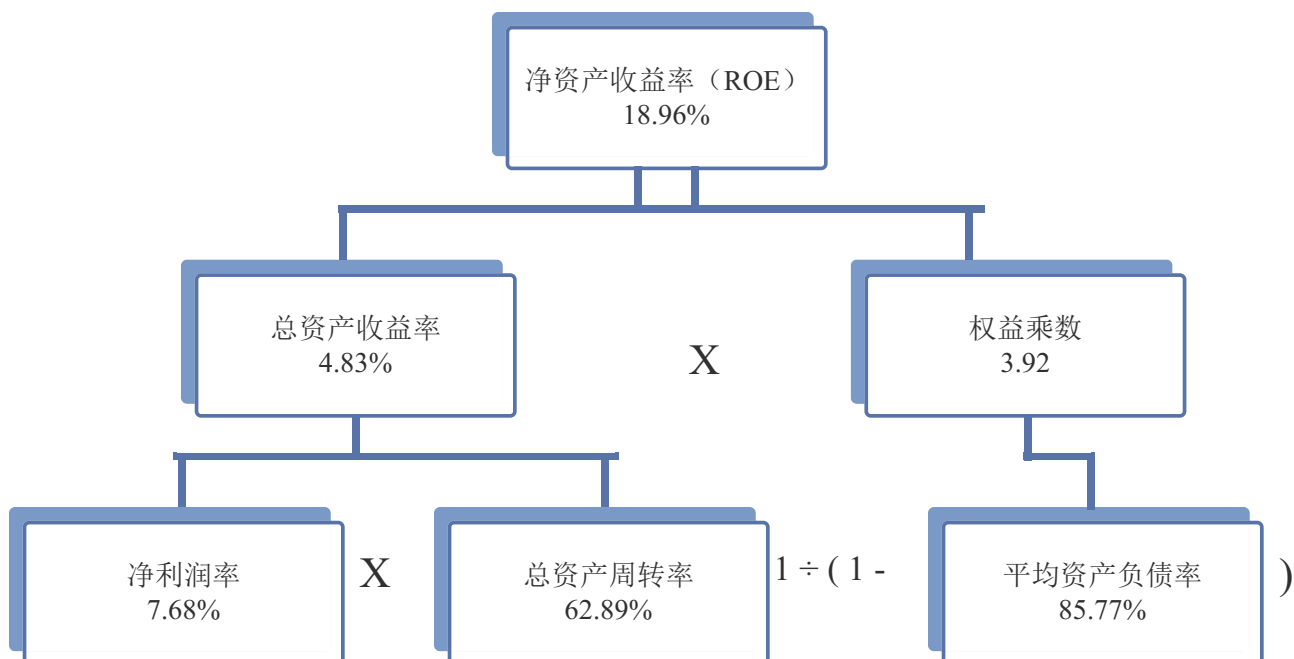 净资产收益率（ROE）
18.96%
总资产收益率
4.83%
X
权益乘数
3.92
净利润率
7.68%
X
总资产周转率
62.89%
1 ÷ ( 1 -
平均资产负债率
85.77%
)